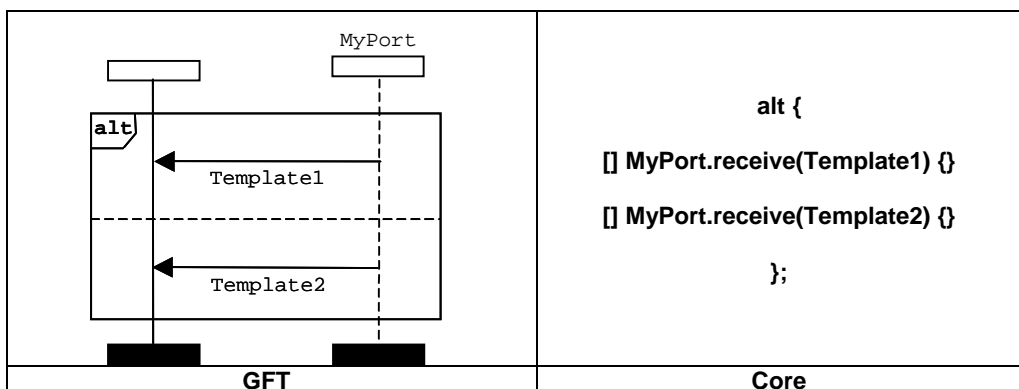 MyPort
alt
Template1
Template2
alt {
[] MyPort.receive(Template1) {}
[] MyPort.receive(Template2) {}
};
GFT
Core